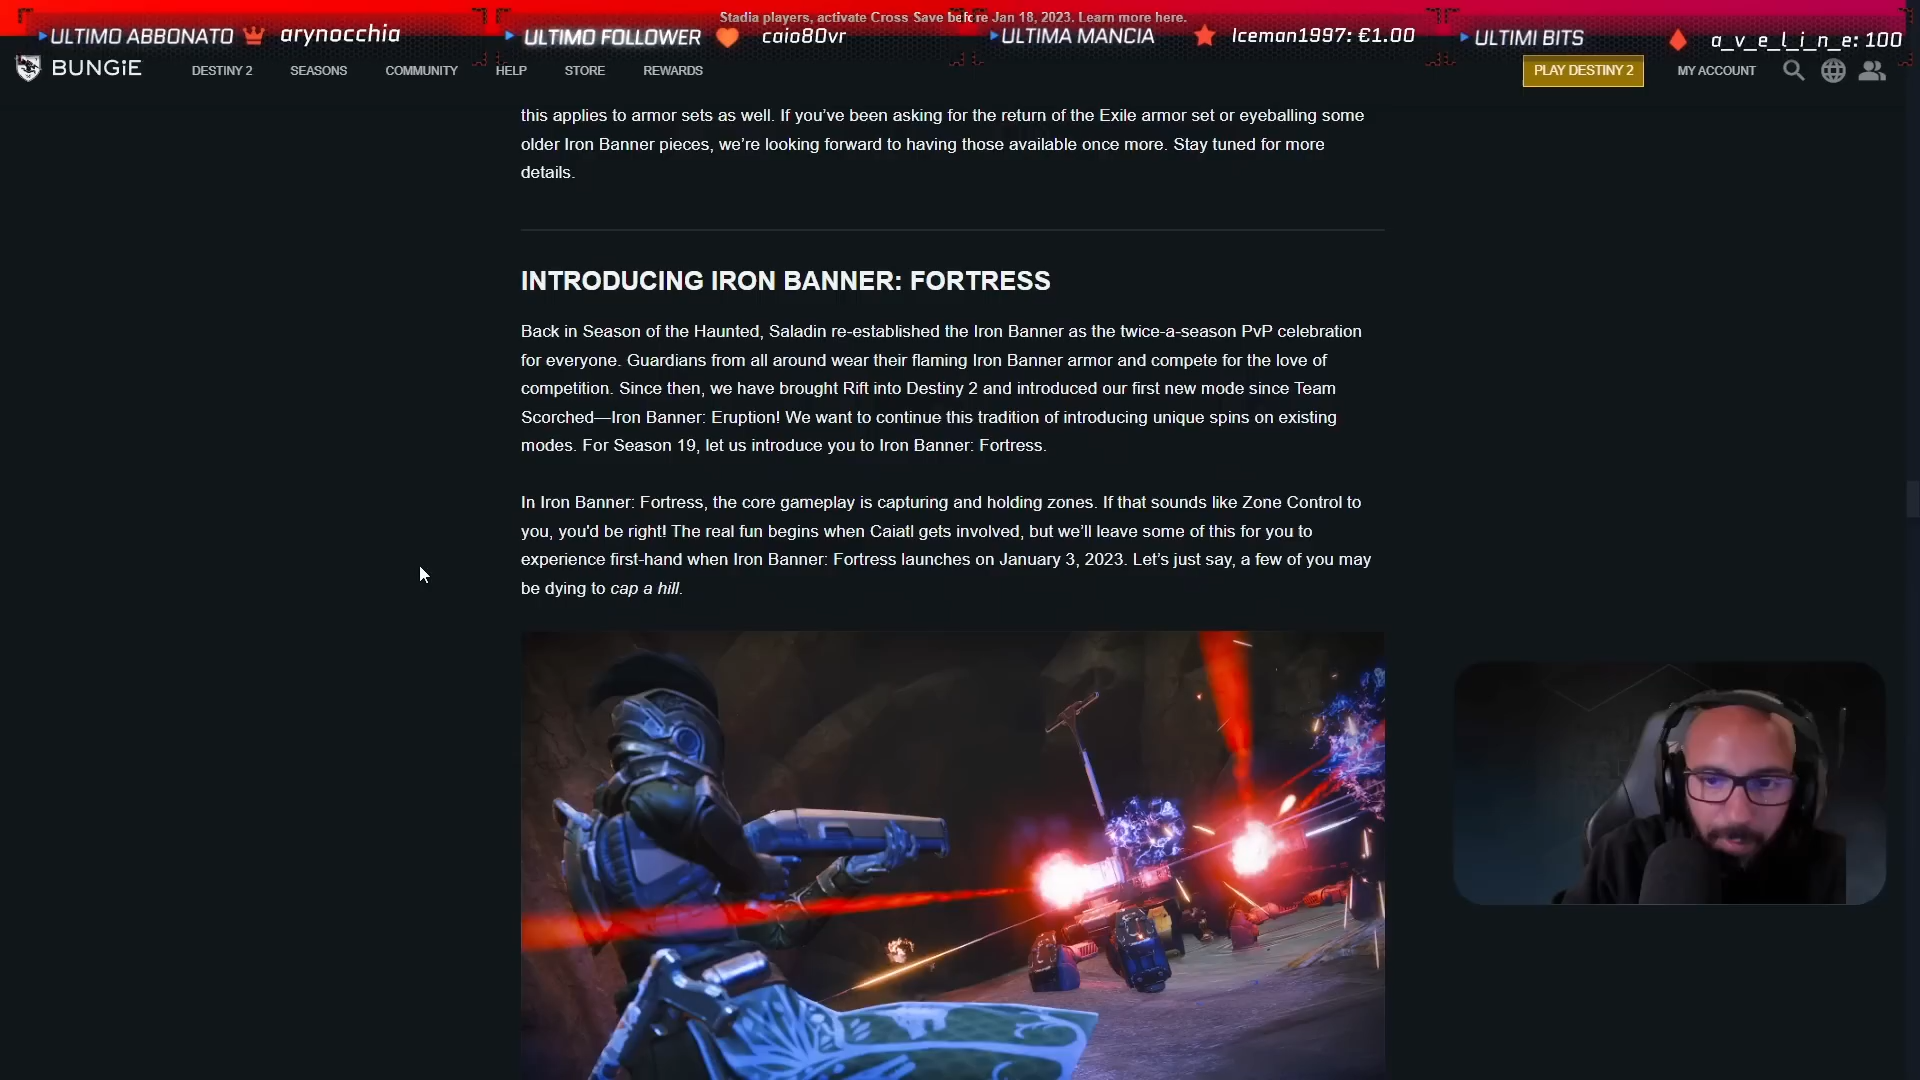 Stadia players, activate Cross Save before Jan 18, 2023. Learn more here.
ULTIMO ABBONATO arynocchia ULTIMO FOLLOWER caio80vr ULTIMA MANCIA Iceman1997: €1.00 ULTIMI BITS a_v_e_l_i_n_e: 100
BUNGiE DESTINY 2 SEASONS COMMUNITY HELP STORE REWARDS PLAY DESTINY 2 MY ACCOUNT
this applies to armor sets as well. If you’ve been asking for the return of the Exile armor set or eyeballing some
older Iron Banner pieces, we’re looking forward to having those available once more. Stay tuned for more
details.
INTRODUCING IRON BANNER: FORTRESS
Back in Season of the Haunted, Saladin re-established the Iron Banner as the twice-a-season PvP celebration
for everyone. Guardians from all around wear their flaming Iron Banner armor and compete for the love of
competition. Since then, we have brought Rift into Destiny 2 and introduced our first new mode since Team
Scorched—Iron Banner: Eruption! We want to continue this tradition of introducing unique spins on existing
modes. For Season 19, let us introduce you to Iron Banner: Fortress.
In Iron Banner: Fortress, the core gameplay is capturing and holding zones. If that sounds like Zone Control to
you, you'd be right! The real fun begins when Caiatl gets involved, but we’ll leave some of this for you to
experience first-hand when Iron Banner: Fortress launches on January 3, 2023. Let’s just say, a few of you may
be dying to cap a hill.